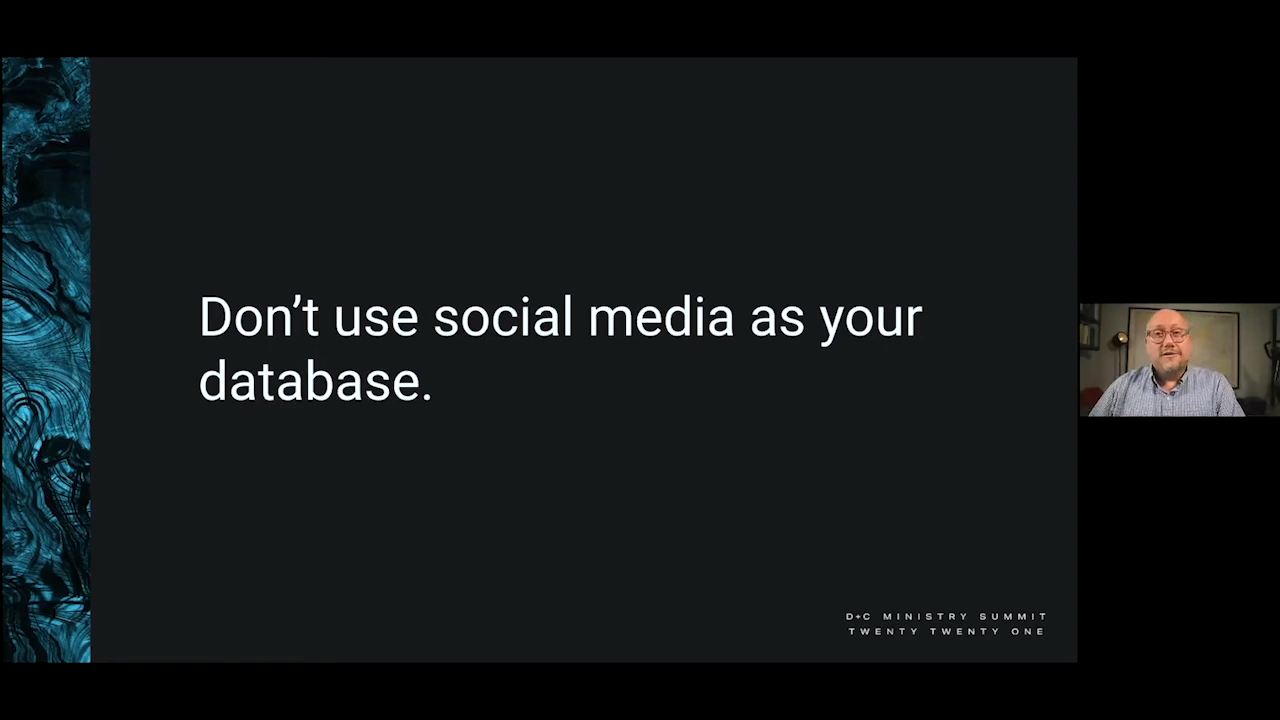 Don’t use social media as your
database.
D+C MINISTRY SUMMIT
TWENTY TWENTY ONE